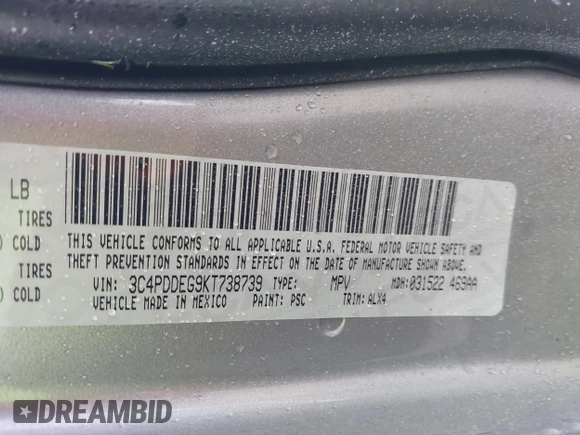 LB
TIRES
) COLD
TIRES
) COLD
THIS VEHICLE CONFORMS TO ALL APPLICABLE U.S.A. FEDERAL MOTOR VEHICLE SAFETY AND
THEFT PREVENTION STANDARDS IN EFFECT ON THE DATE OF MANUFACTURE SHOWN ABOVE.
VIN: 3C4PDDEG9KT738739 TYPE: MPV MDH: 031522 469AA
VEHICLE MADE IN MEXICO PAINT: PSC TRIM: ALX4
DREAMBID